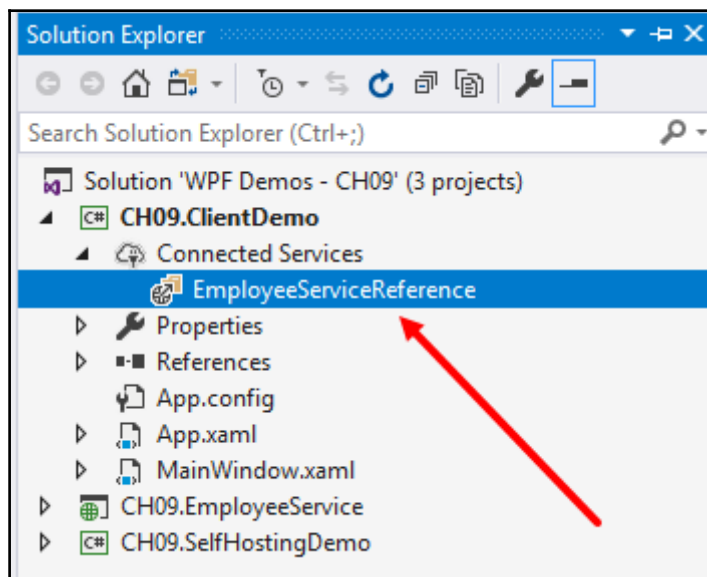 Solution Explorer
Search Solution Explorer (Ctrl+;)
Solution 'WPF Demos - CH09' (3 projects)
C# CH09.ClientDemo
Connected Services
EmployeeServiceReference
Properties
References
App.config
App.xaml
MainWindow.xaml
CH09.EmployeeService
C# CH09.SelfHostingDemo